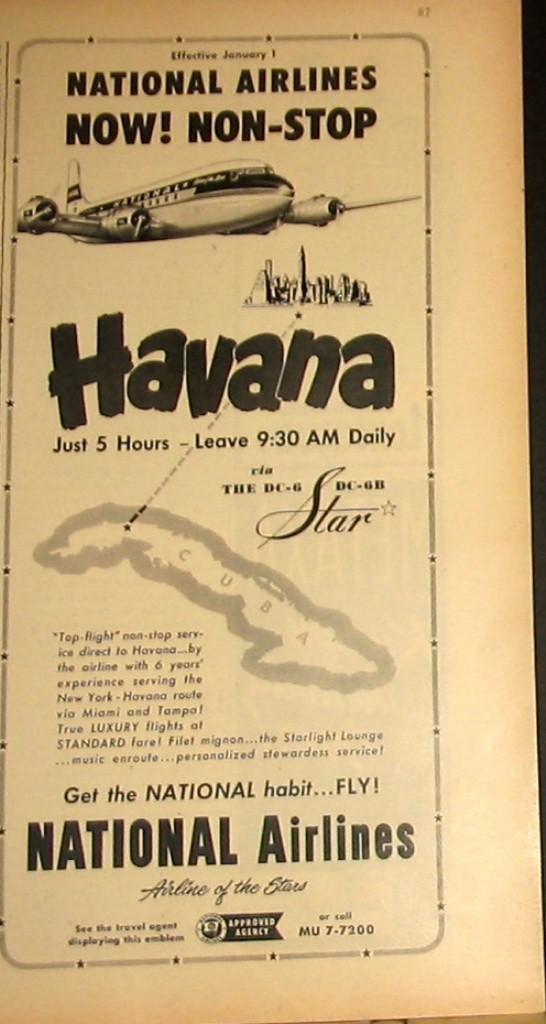 87
Effective January 1
NATIONAL AIRLINES
NOW! NON-STOP
NATIONAL
Havana
Just 5 Hours – Leave 9:30 AM Daily
via
THE DC-6 Star DC-6B
CUBA
"Top-flight" non-stop serv-
ice direct to Havana...by
the airline with 6 years'
experience serving the
New York - Havana route
via Miami and Tampa!
True LUXURY flights at
STANDARD fare! Filet mignon...the Starlight Lounge
...music enroute...personalized stewardess service!
Get the NATIONAL habit...FLY!
NATIONAL Airlines
Airline of the Stars
See the travel agent
displaying this emblem
APPROVED
AGENCY
or call
MU 7-7200